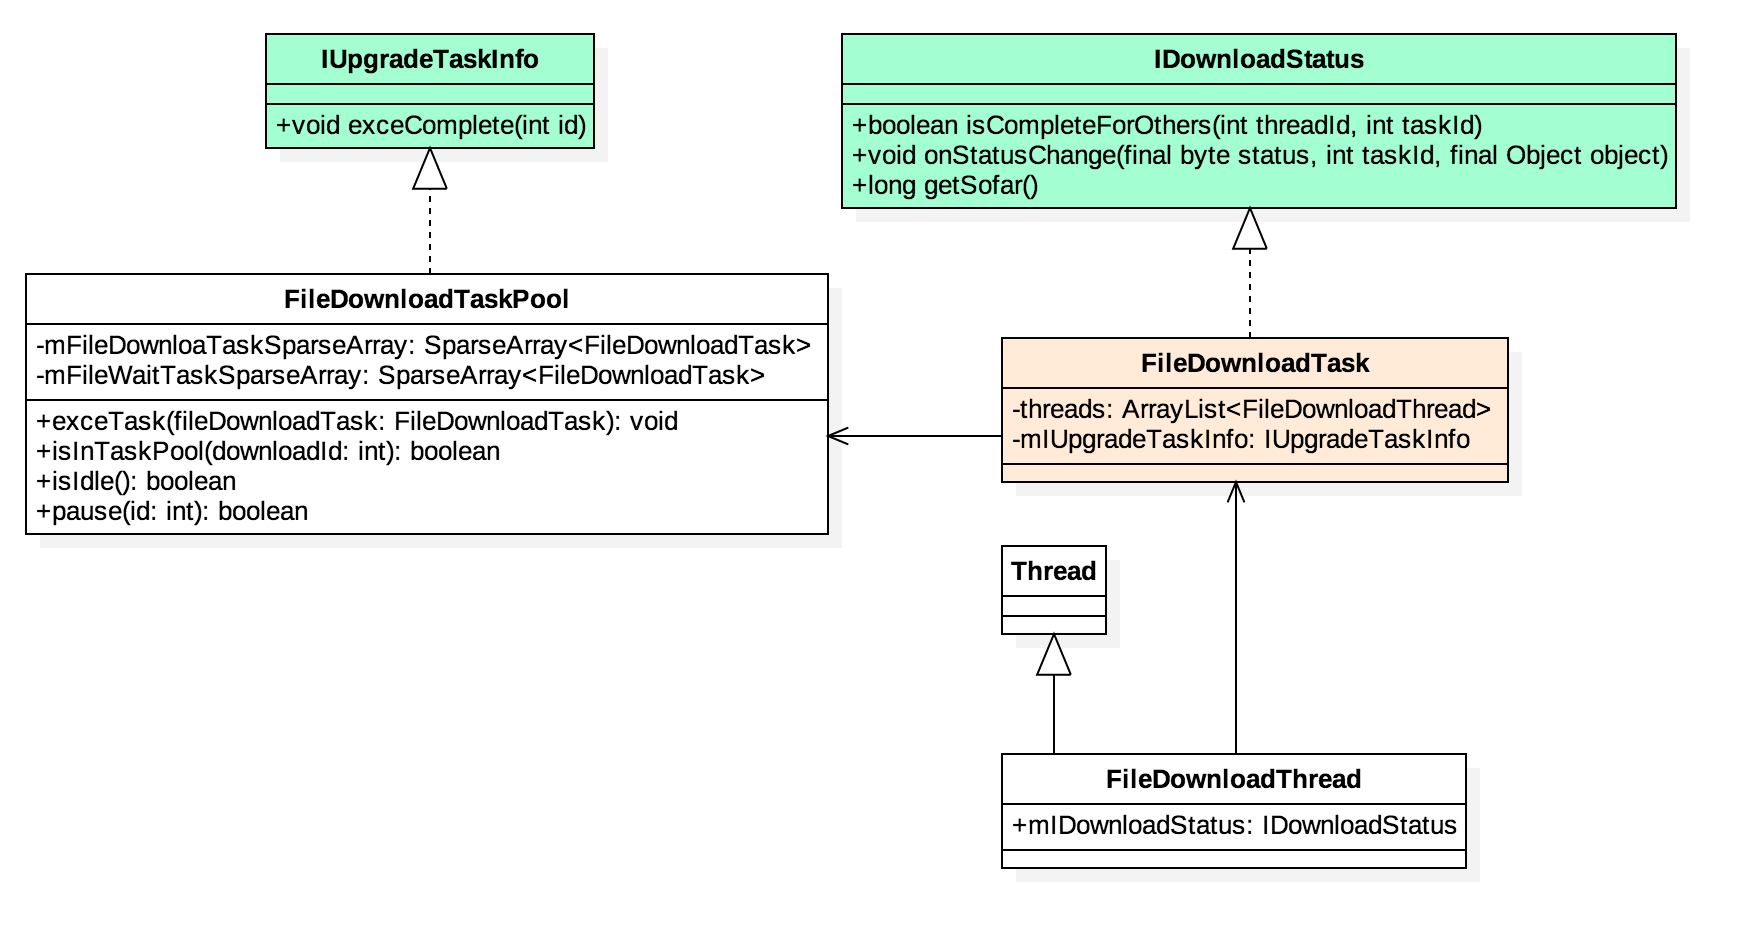 IUpgradeTaskInfo
+void exceComplete(int id)
IDownloadStatus
+boolean isCompleteForOthers(int threadId, int taskId)
+void onStatusChange(final byte status, int taskId, final Object object)
+long getSofar()
FileDownloadTaskPool
-mFileDownloaTaskSparseArray: SparseArray<FileDownloadTask>
-mFileWaitTaskSparseArray: SparseArray<FileDownloadTask>
+exceTask(fileDownloadTask: FileDownloadTask): void
+isInTaskPool(downloadId: int): boolean
+isIdle(): boolean
+pause(id: int): boolean
FileDownloadTask
-threads: ArrayList<FileDownloadThread>
-mIUpgradeTaskInfo: IUpgradeTaskInfo
Thread
FileDownloadThread
+mIDownloadStatus: IDownloadStatus